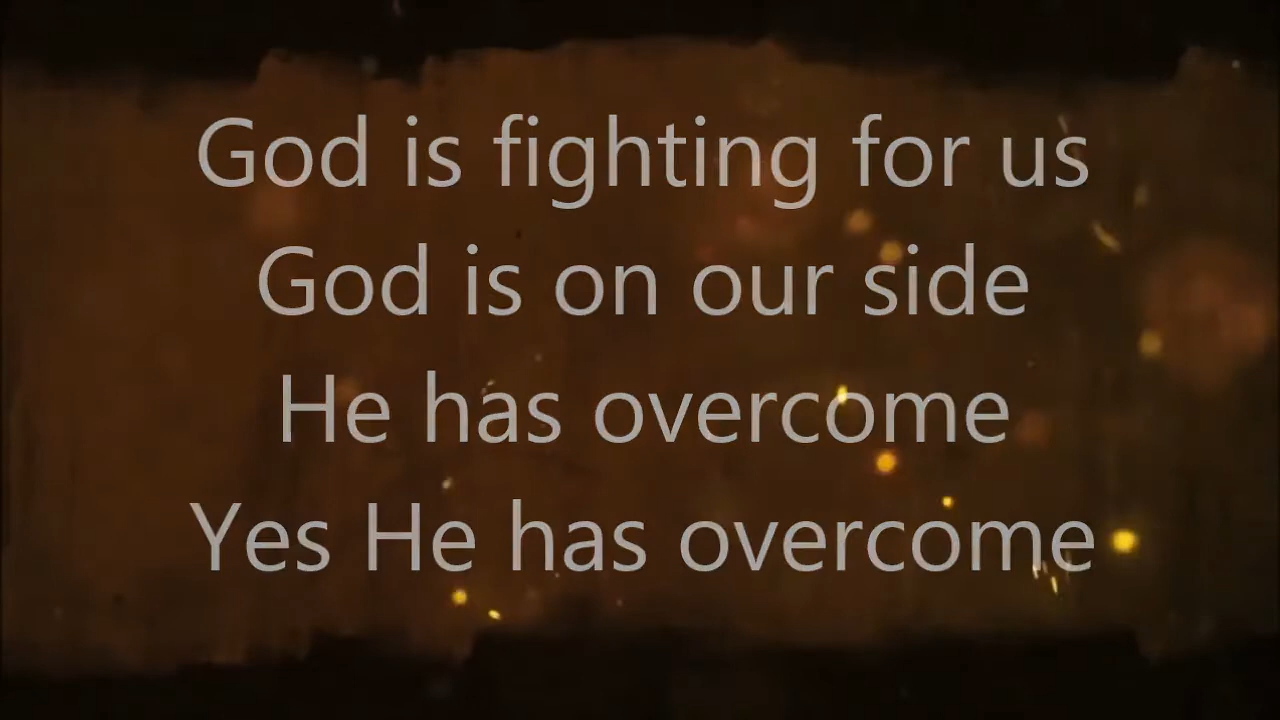 God is fighting for us
God is on our side
He has overcome
Yes He has overcome